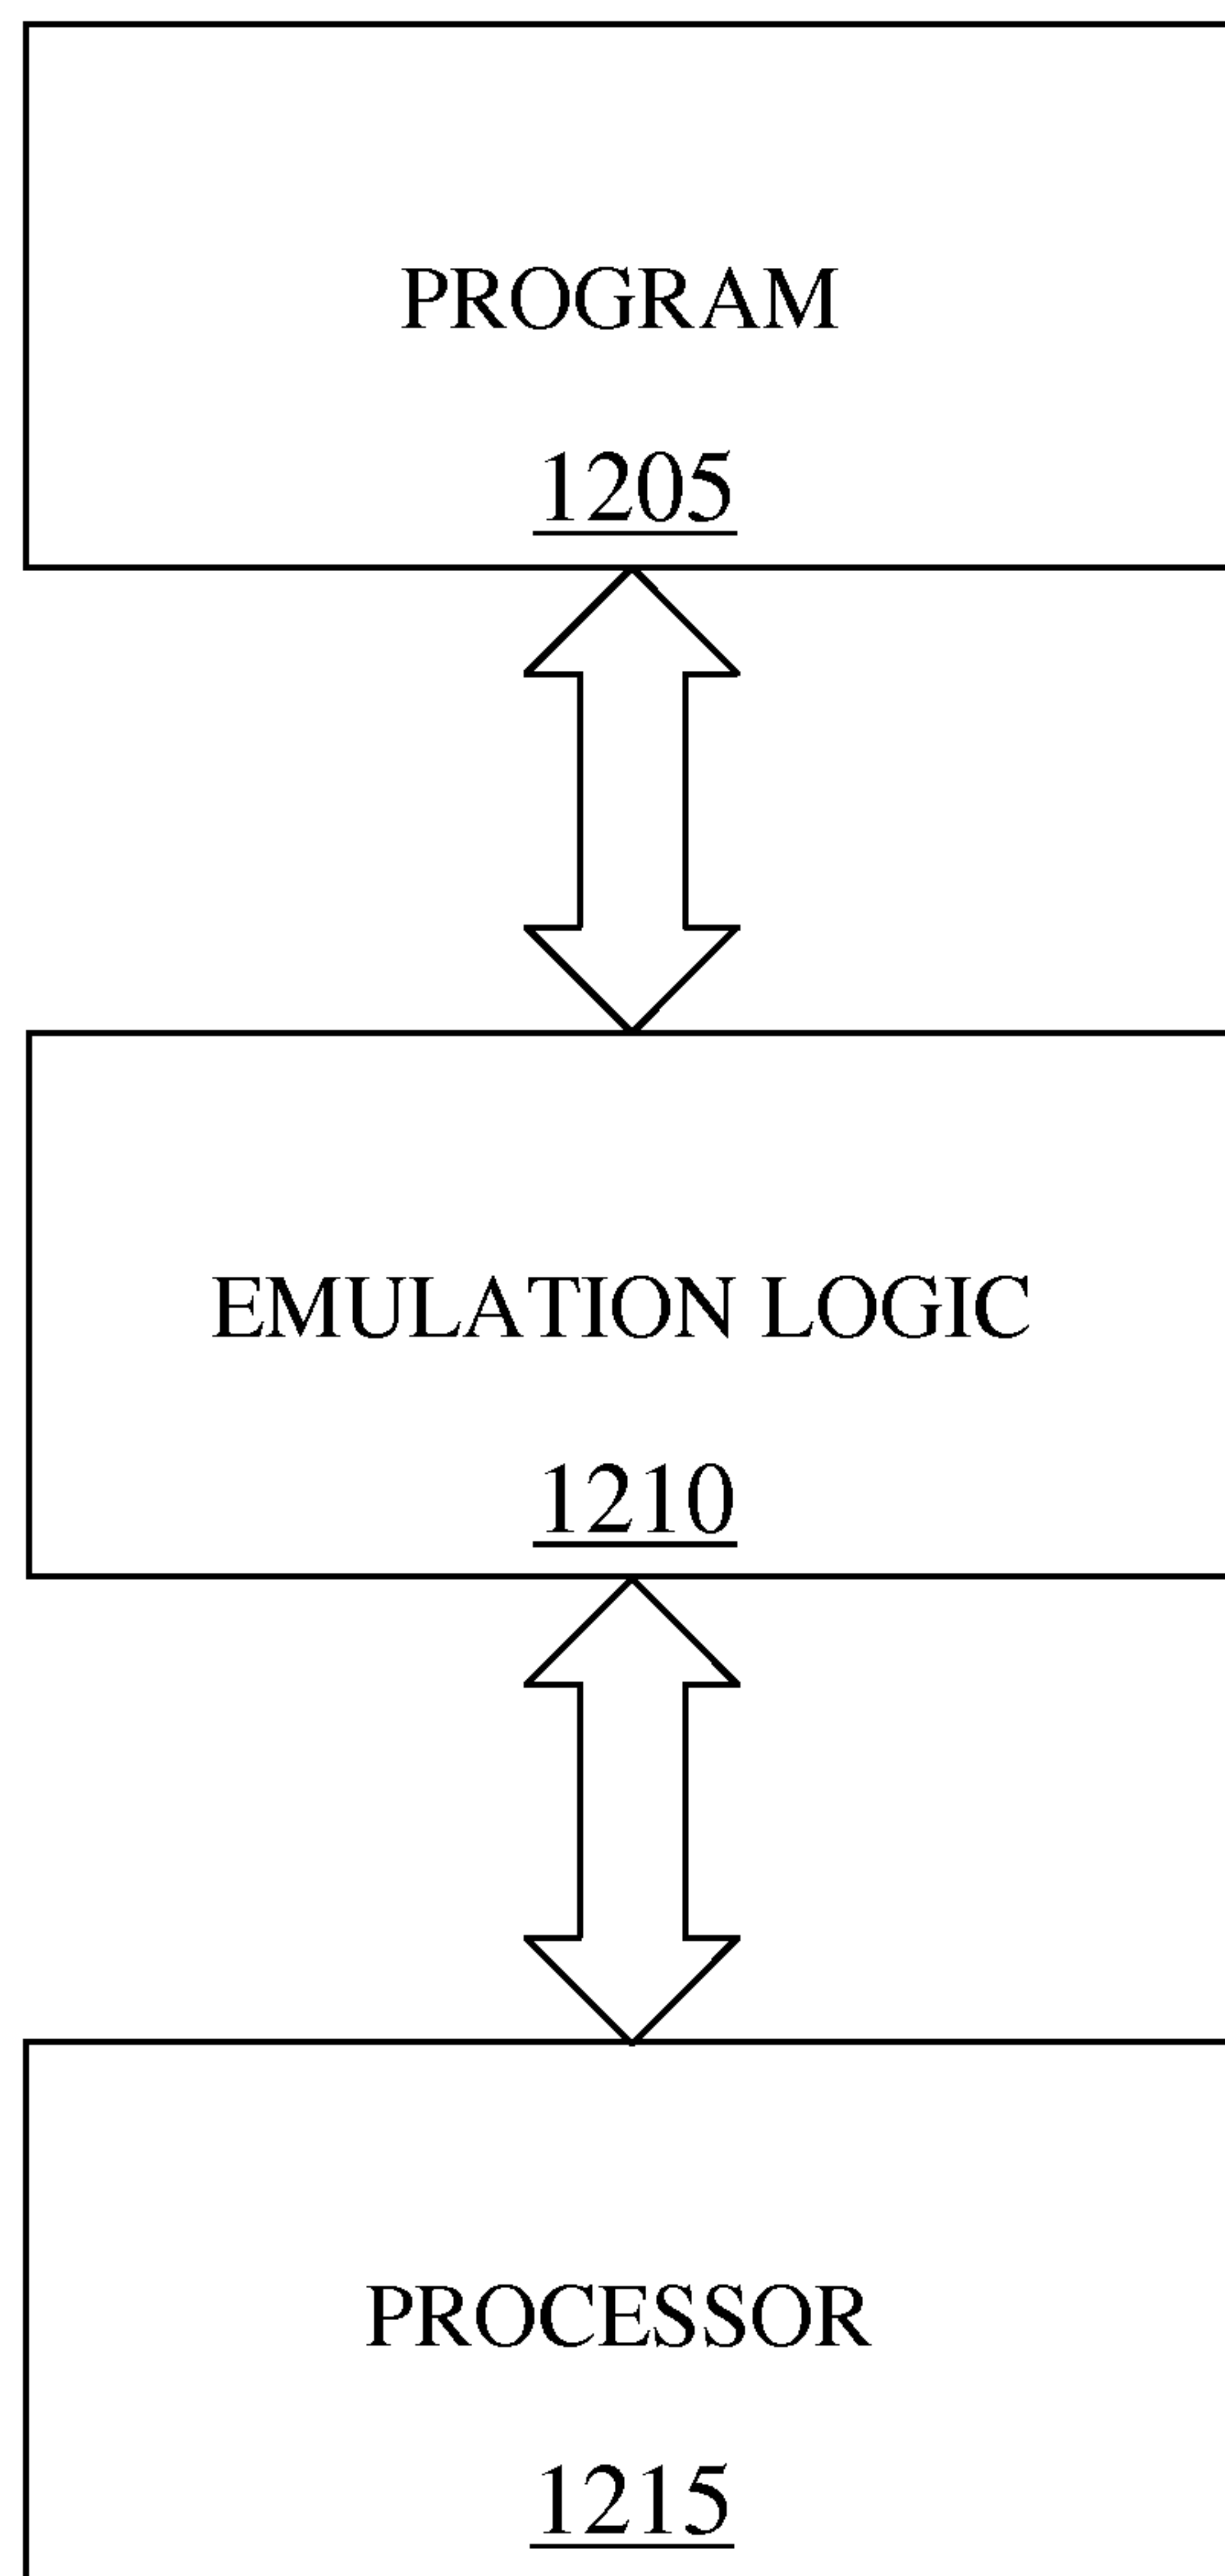 PROGRAM
1205
EMULATION LOGIC
1210
PROCESSOR
1215